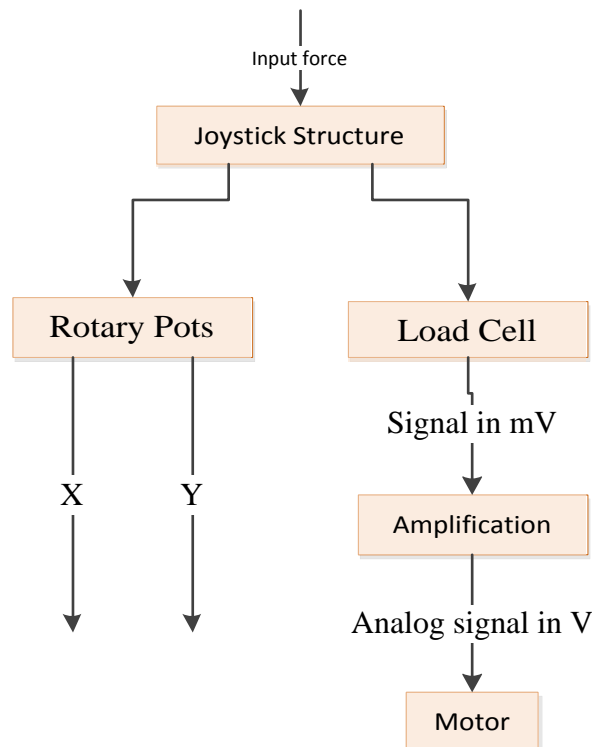 Input force
Joystick Structure
Rotary Pots
Load Cell
Signal in mV
X
Y
Amplification
Analog signal in V
Motor